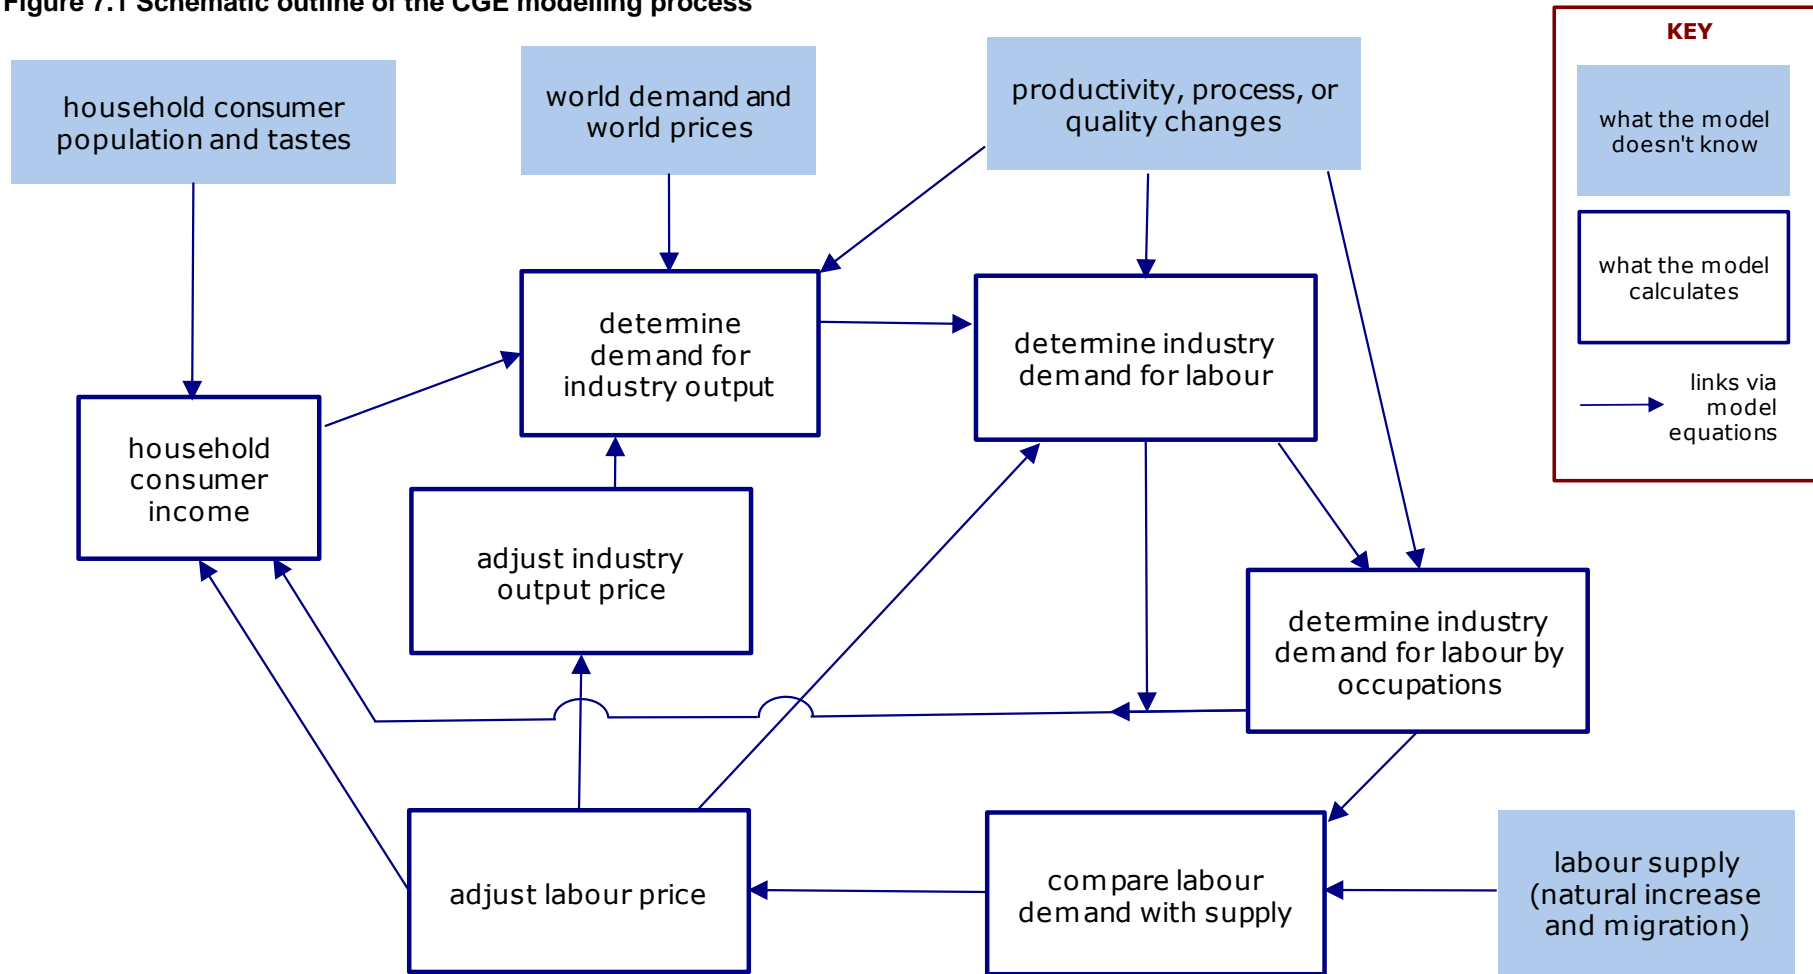 Figure 7.1 Schematic outline of the CGE modelling process
KEY
household consumer
population and tastes
world demand and
world prices
productivity, process, or
quality changes
what the model
doesn't know
what the model
calculates
links via
model
equations
determine
demand for
industry output
determine industry
demand for labour
household
consumer
income
adjust industry
output price
determine industry
demand for labour by
occupations
adjust labour price
compare labour
demand with supply
labour supply
(natural increase
and migration)